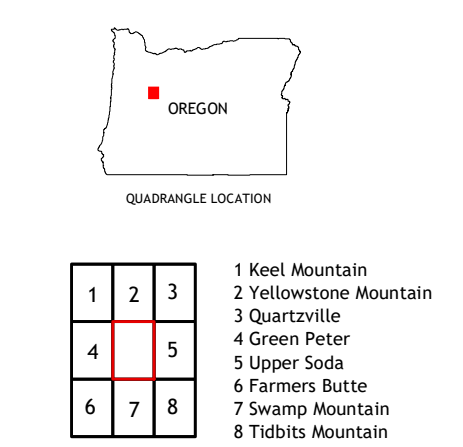 OREGON
QUADRANGLE LOCATION
1 2 3
4 5
6 7 8
1 Keel Mountain
2 Yellowstone Mountain
3 Quartzville
4 Green Peter
5 Upper Soda
6 Farmers Butte
7 Swamp Mountain
8 Tidbits Mountain